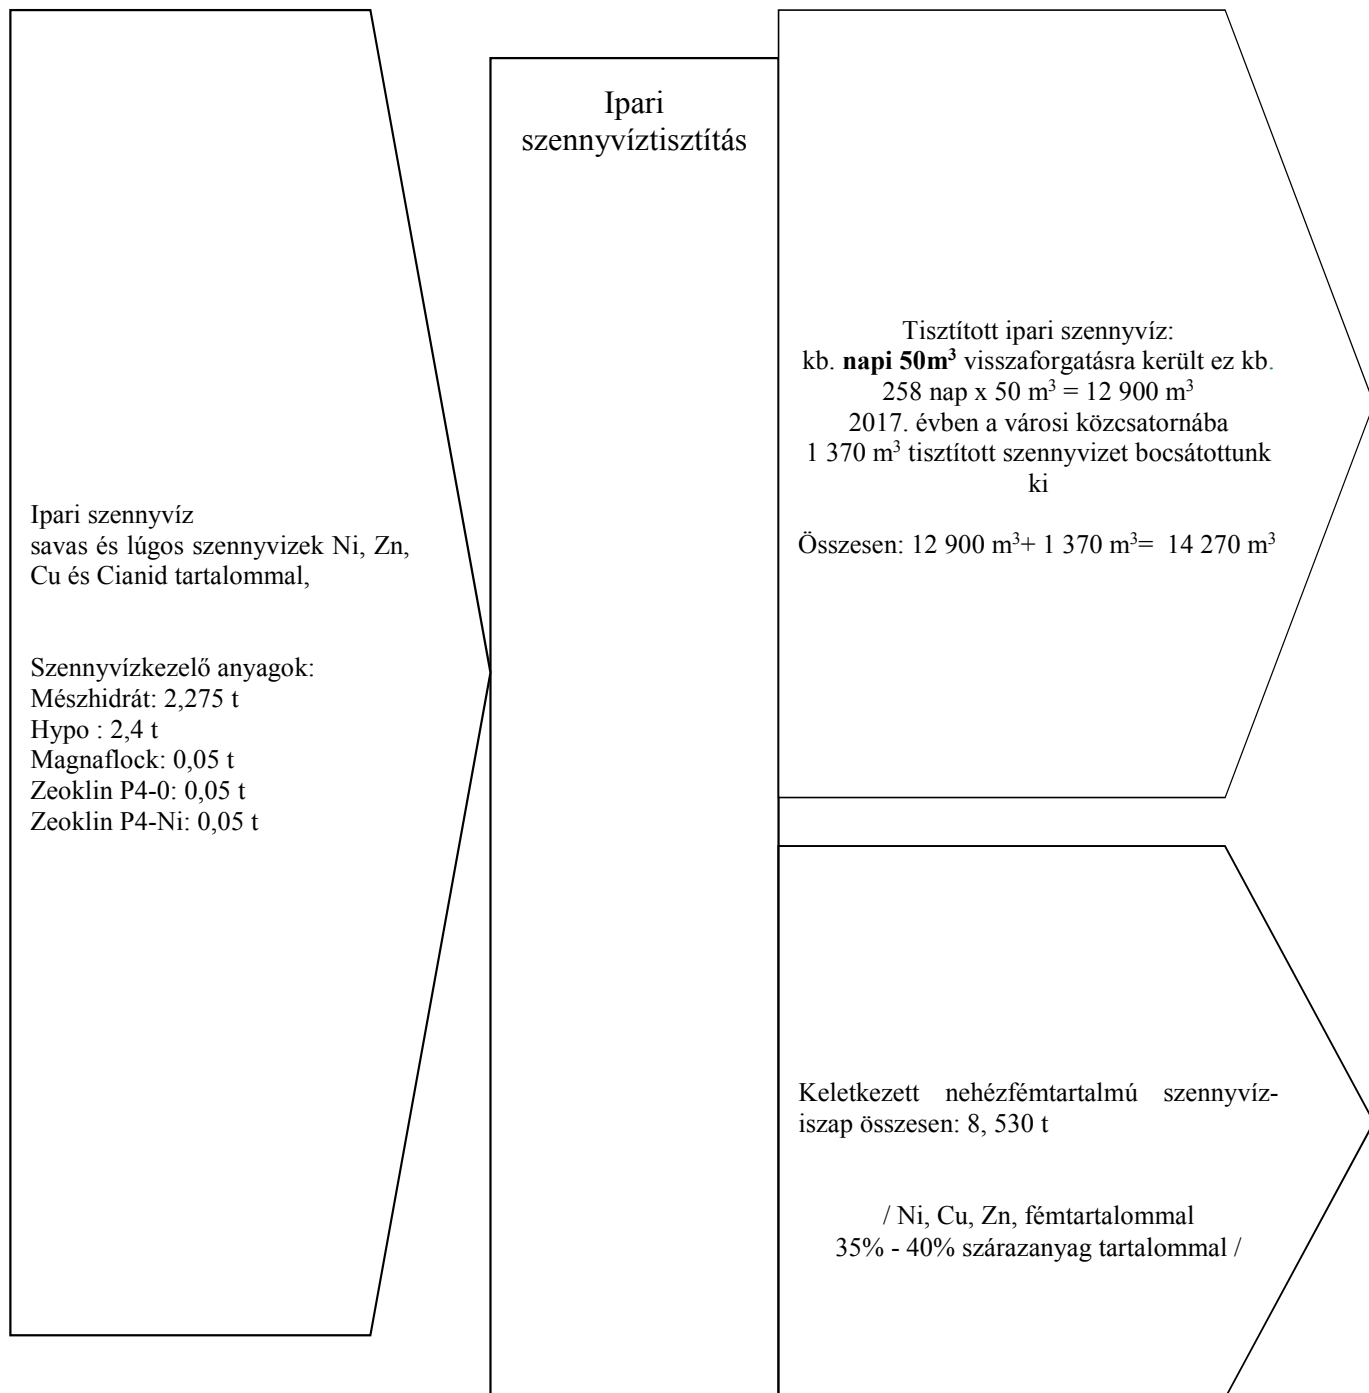 Ipari szennyvíz
savas és lúgos szennyvizek Ni, Zn,
Cu és Cianid tartalommal,
Szennyvízkezelő anyagok:
Mészhidrát: 2,275 t
Hypo : 2,4 t
Magnaflock: 0,05 t
Zeoklin P4-0: 0,05 t
Zeoklin P4-Ni: 0,05 t
Ipari
szennyvíztisztítás
Tisztított ipari szennyvíz:
kb. napi 50m³ visszaforgatásra került ez kb.
258 nap x 50 m³ = 12 900 m³
2017. évben a városi közcsatornába
1 370 m³ tisztított szennyvizet bocsátottunk
ki
Összesen: 12 900 m³+ 1 370 m³= 14 270 m³
Keletkezett nehézfémtartalmú szennyvíz-
iszap összesen: 8, 530 t
/ Ni, Cu, Zn, fémtartalommal
35% - 40% szárazanyag tartalommal /